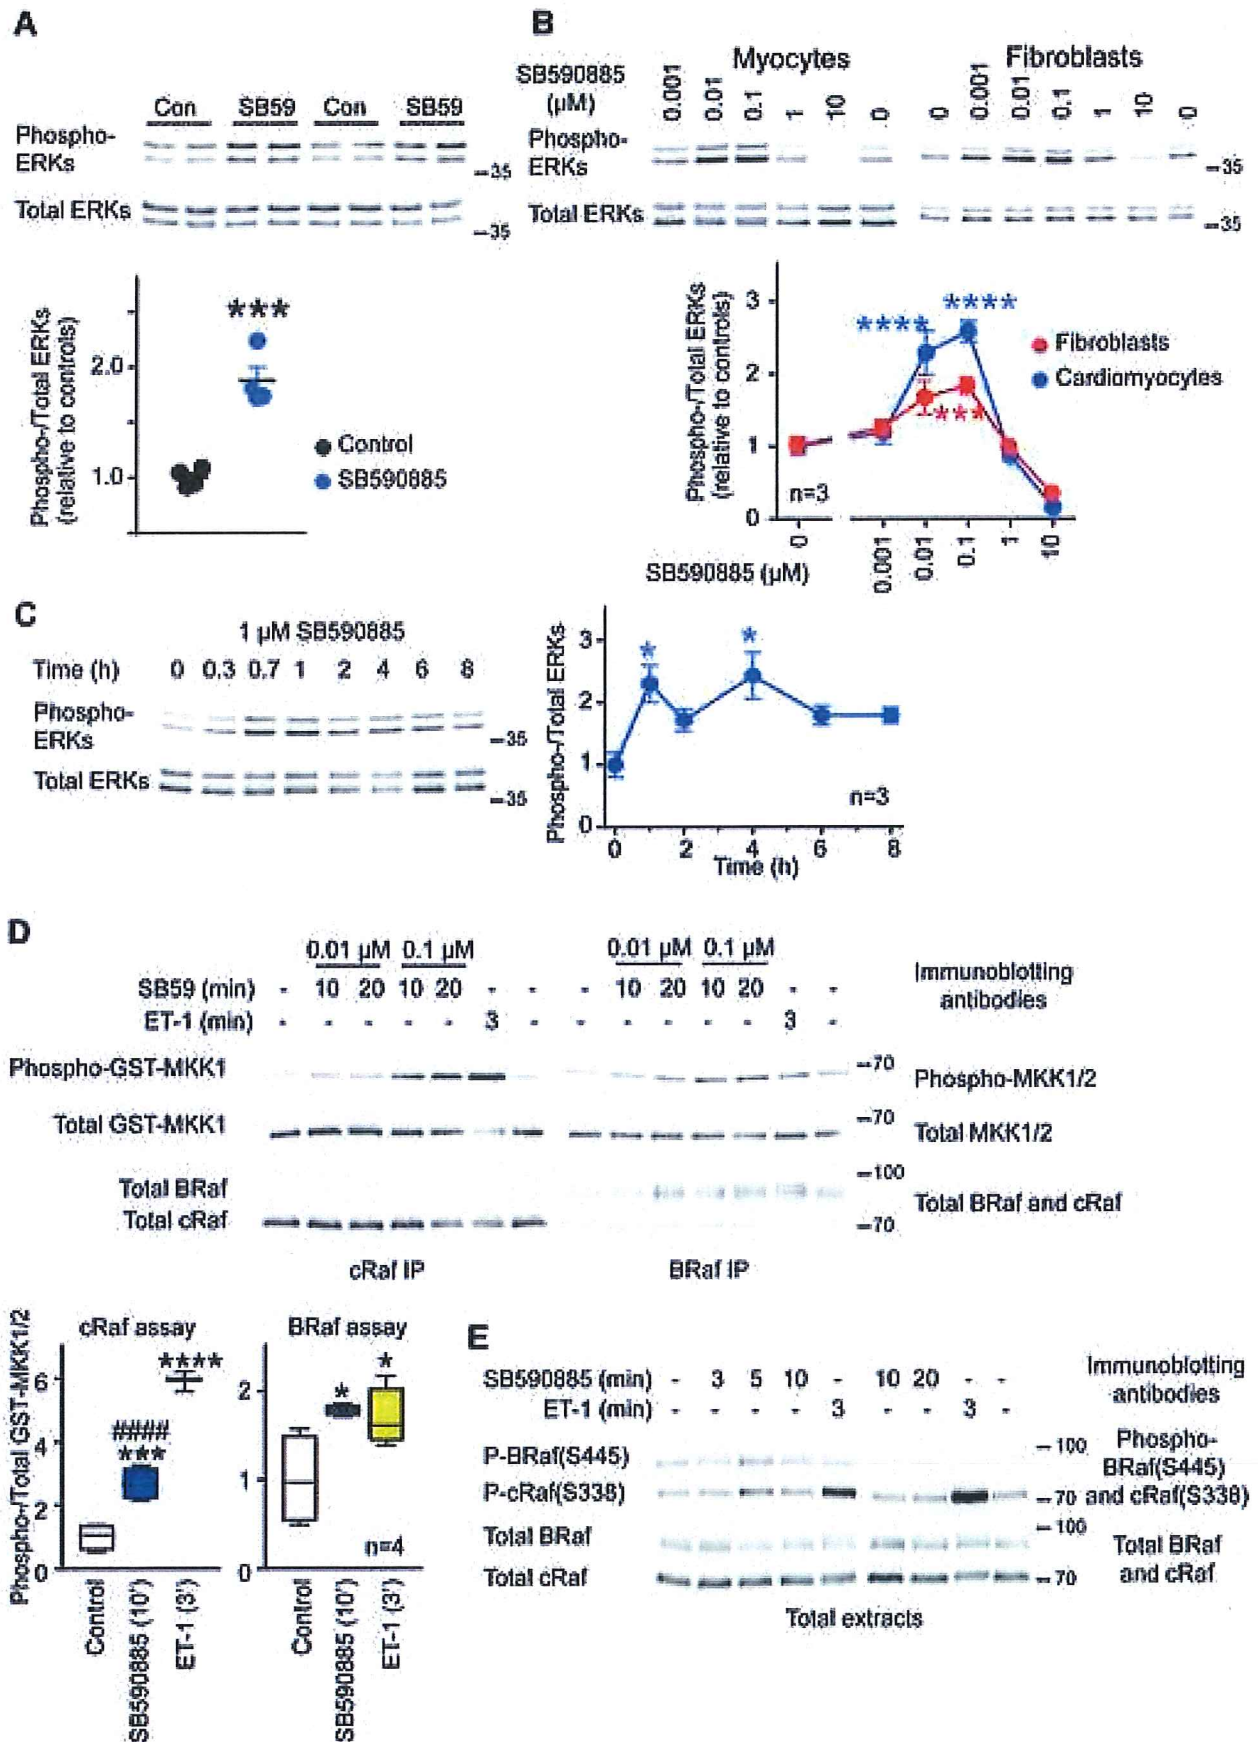 A
Con SB59 Con SB59
Phospho-
ERKs
–35
Total ERKs
–35
Phospho-/Total ERKs
(relative to controls)
2.0
1.0
***
Control
SB590885
B
Myocytes Fibroblasts
SB590885
(µM)
0.001 0.01 0.1 1 10 0 0 0.001 0.01 0.1 1 10 0
Phospho-
ERKs
–35
Total ERKs
–35
Phospho-/Total ERKs
(relative to controls)
3
2
1
0
**** ****
***
Fibroblasts
Cardiomyocytes
n=3
0 0.001 0.01 0.1 1 10
SB590885 (µM)
C
1 µM SB590885
Time (h) 0 0.3 0.7 1 2 4 6 8
Phospho-
ERKs
–35
Total ERKs
–35
Phospho-/Total ERKs
3
2
1
0
* *
n=3
0 2 4 6 8
Time (h)
D
0.01 µM 0.1 µM 0.01 µM 0.1 µM
SB59 (min) - 10 20 10 20 - - - 10 20 10 20 - -
ET-1 (min) - - - - - 3 - - - - - - 3 -
Immunoblotting
antibodies
Phospho-GST-MKK1 –70 Phospho-MKK1/2
Total GST-MKK1 –70 Total MKK1/2
Total BRaf –100
Total cRaf –70 Total BRaf and cRaf
cRaf IP BRaf IP
Phospho-/Total GST-MKK1/2
cRaf assay
6
4
2
0
####
***
****
Control SB590885 (10') ET-1 (3')
BRaf assay
2
1
0
* *
n=4
Control SB590885 (10') ET-1 (3')
E
SB590885 (min) - 3 5 10 - 10 20 - -
ET-1 (min) - - - - 3 - - 3 -
Immunoblotting
antibodies
P-BRaf(S445) –100
P-cRaf(S338) –70
Phospho-
BRaf(S445)
and cRaf(S338)
Total BRaf –100
Total cRaf –70
Total BRaf
and cRaf
Total extracts